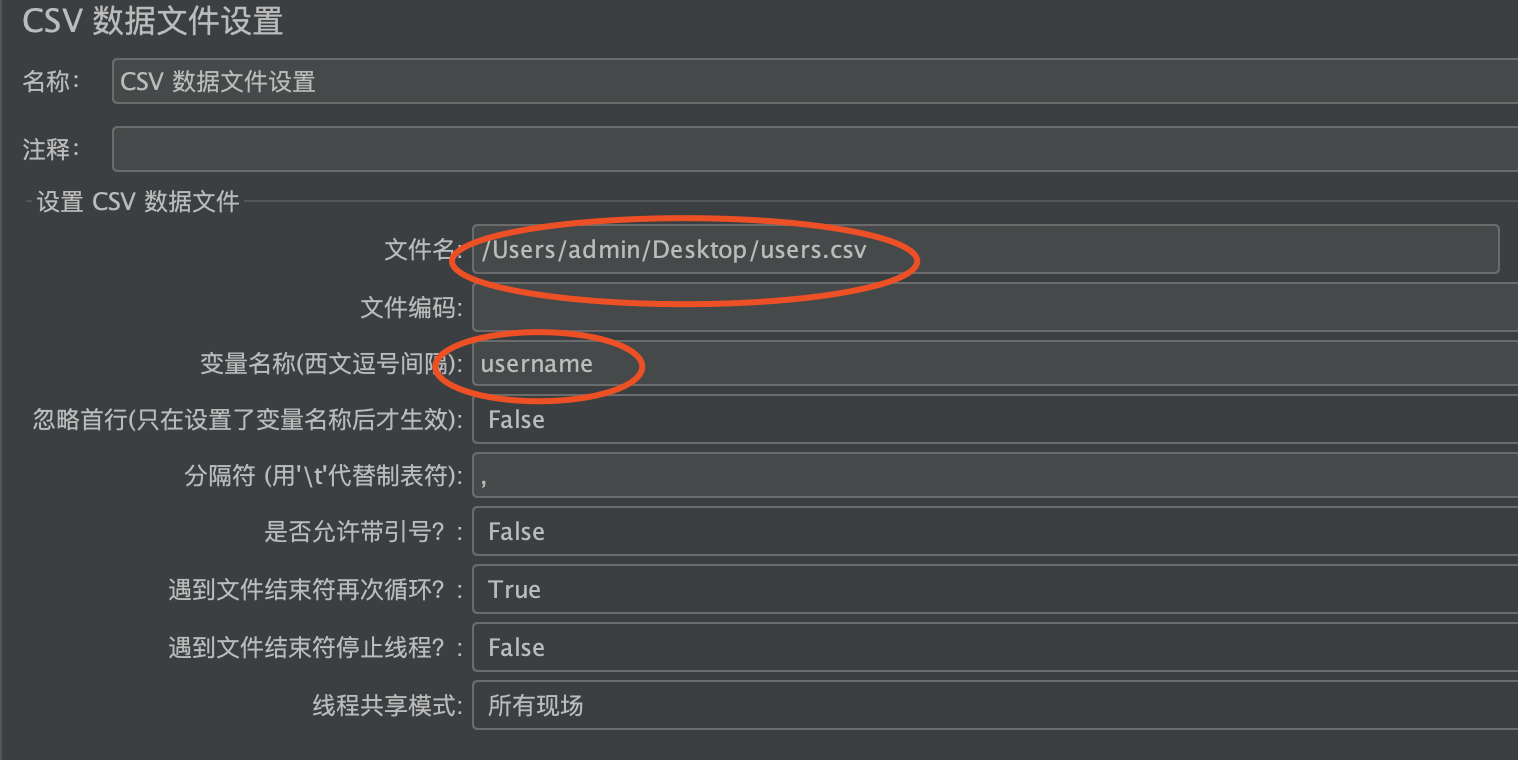 CSV 数据文件设置
名称: CSV 数据文件设置
注释:
设置 CSV 数据文件
文件名: /Users/admin/Desktop/users.csv
文件编码:
变量名称(西文逗号间隔): username
忽略首行(只在设置了变量名称后才生效): False
分隔符 (用'\t'代替制表符): ,
是否允许带引号? : False
遇到文件结束符再次循环? : True
遇到文件结束符停止线程? : False
线程共享模式: 所有现场